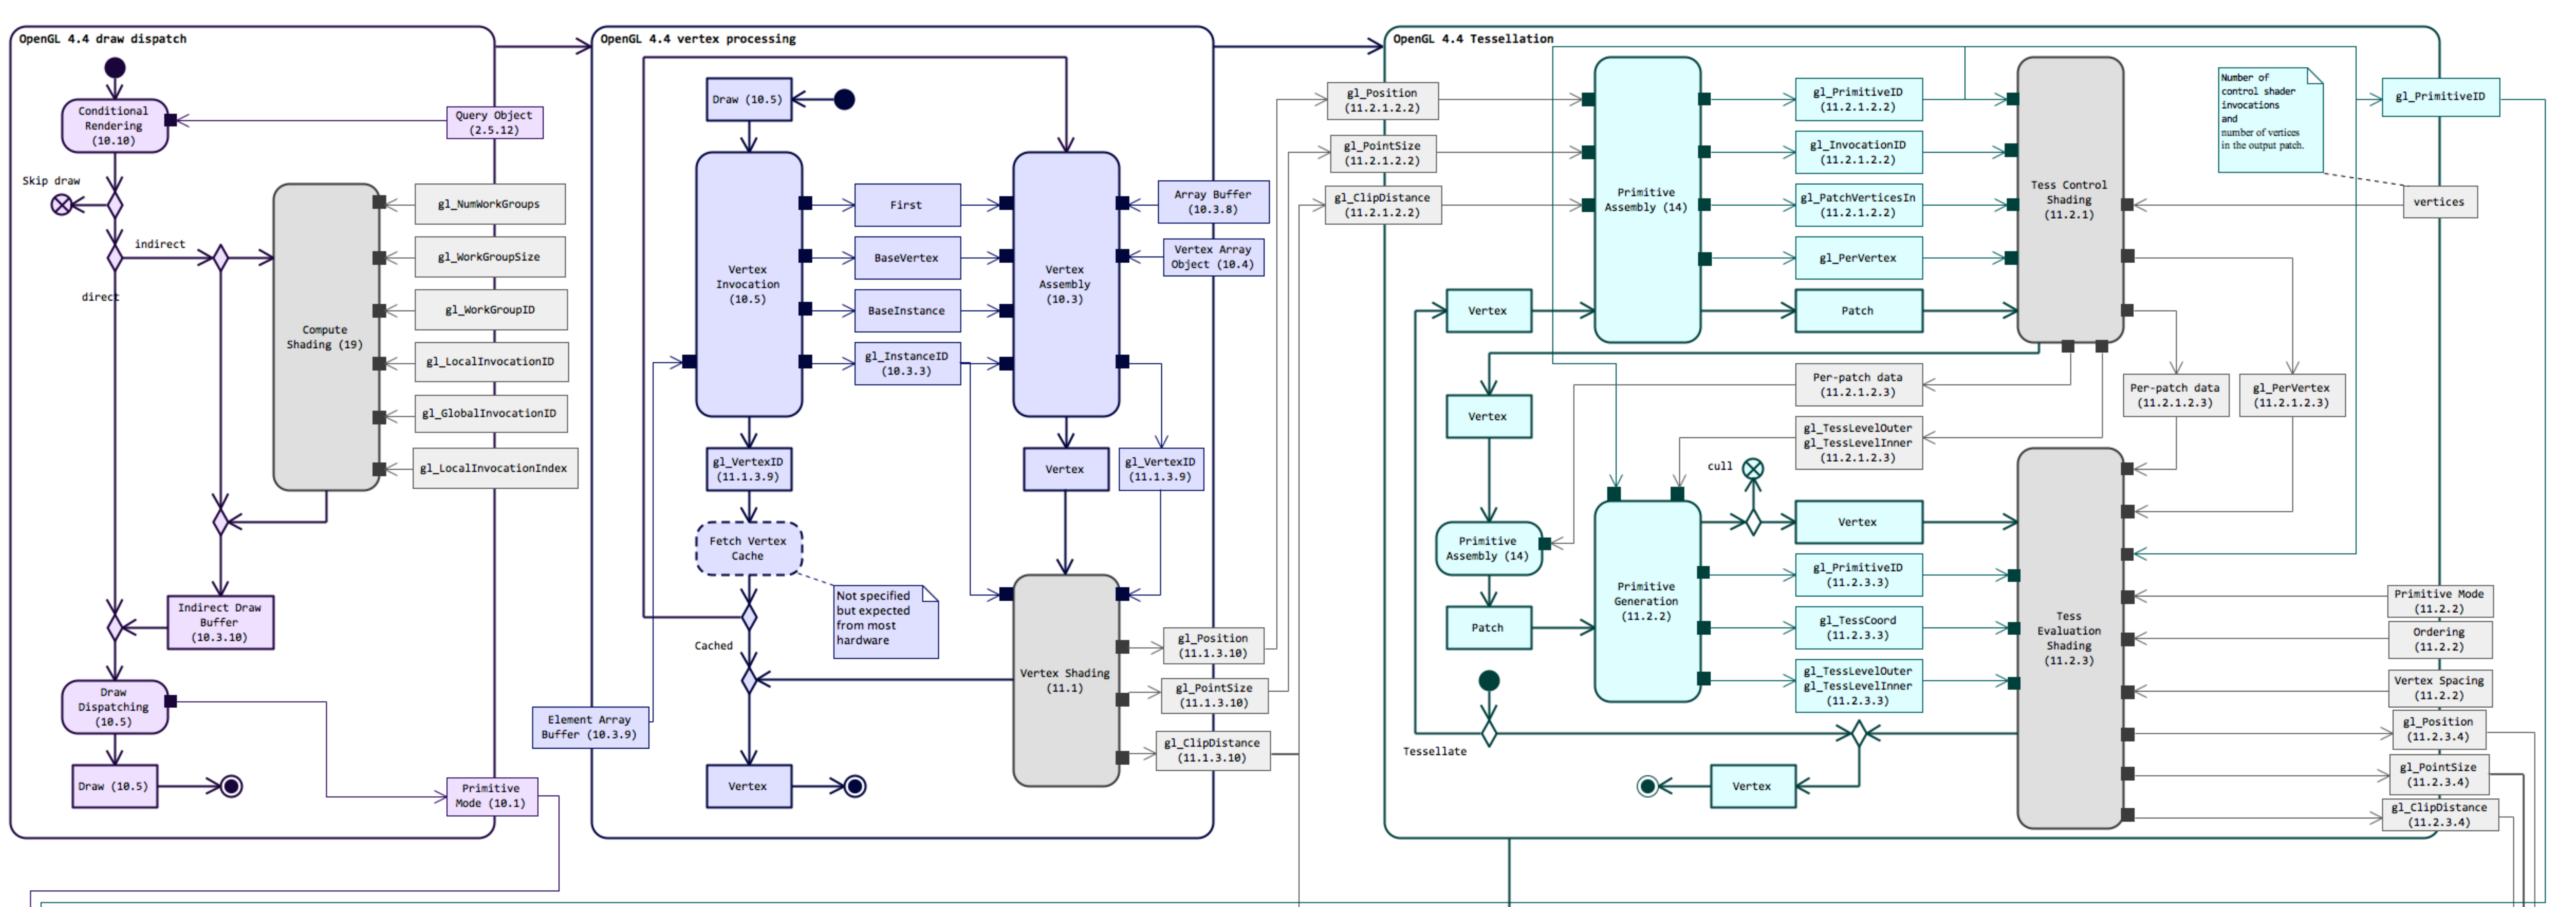 OpenGL 4.4 draw dispatch
Conditional
Rendering
(10.10)
Query Object
(2.5.12)
Skip draw
indirect
direct
Compute
Shading (19)
gl_NumWorkGroups
gl_WorkGroupSize
gl_WorkGroupID
gl_LocalInvocationID
gl_GlobalInvocationID
gl_LocalInvocationIndex
Indirect Draw
Buffer
(10.3.10)
Draw
Dispatching
(10.5)
Draw (10.5)
Primitive
Mode (10.1)
OpenGL 4.4 vertex processing
Draw (10.5)
Vertex
Invocation
(10.5)
First
BaseVertex
BaseInstance
gl_InstanceID
(10.3.3)
Vertex
Assembly
(10.3)
Array Buffer
(10.3.8)
Vertex Array
Object (10.4)
gl_VertexID
(11.1.3.9)
Vertex
gl_VertexID
(11.1.3.9)
Fetch Vertex
Cache
Not specified
but expected
from most
hardware
Cached
Element Array
Buffer (10.3.9)
Vertex
Vertex Shading
(11.1)
gl_Position
(11.1.3.10)
gl_PointSize
(11.1.3.10)
gl_ClipDistance
(11.1.3.10)
gl_Position
(11.2.1.2.2)
gl_PointSize
(11.2.1.2.2)
gl_ClipDistance
(11.2.1.2.2)
OpenGL 4.4 Tessellation
Primitive
Assembly (14)
gl_PrimitiveID
(11.2.1.2.2)
gl_InvocationID
(11.2.1.2.2)
gl_PatchVerticesIn
(11.2.1.2.2)
gl_PerVertex
Vertex
Patch
Tess Control
Shading
(11.2.1)
Number of
control shader
invocations
and
number of vertices
in the output patch.
gl_PrimitiveID
vertices
Vertex
Per-patch data
(11.2.1.2.3)
gl_TessLevelOuter
gl_TessLevelInner
(11.2.1.2.3)
Per-patch data
(11.2.1.2.3)
gl_PerVertex
(11.2.1.2.3)
cull
Primitive
Assembly (14)
Patch
Primitive
Generation
(11.2.2)
Vertex
gl_PrimitiveID
(11.2.3.3)
gl_TessCoord
(11.2.3.3)
gl_TessLevelOuter
gl_TessLevelInner
(11.2.3.3)
Tess
Evaluation
Shading
(11.2.3)
Primitive Mode
(11.2.2)
Ordering
(11.2.2)
Vertex Spacing
(11.2.2)
gl_Position
(11.2.3.4)
gl_PointSize
(11.2.3.4)
gl_ClipDistance
(11.2.3.4)
Tessellate
Vertex